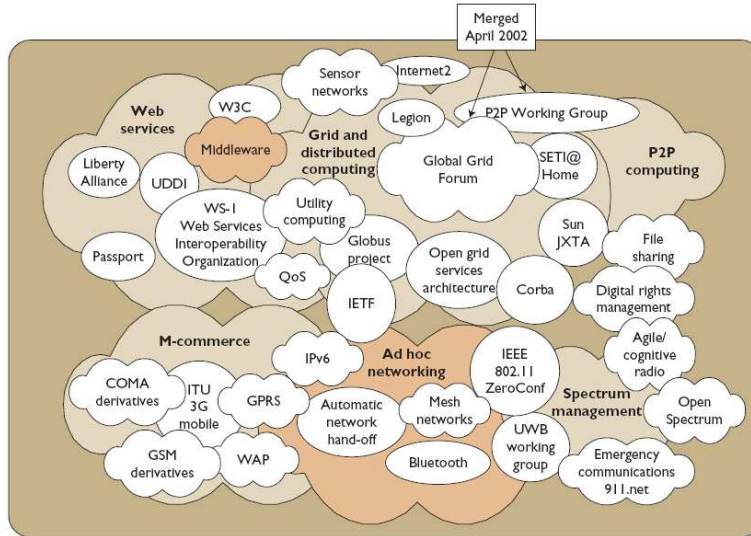 Merged
April 2002
Sensor
networks
Internet2
Web
services
W3C
Legion
P2P Working Group
Middleware
Grid and
distributed
computing
Global Grid
Forum
SETI@
Home
P2P
computing
Liberty
Alliance
UDDI
WS-1
Web Services
Interoperability
Organization
Utility
computing
Globus
project
Sun
JXTA
File
sharing
Passport
QoS
Open grid
services
architecture
Corba
Digital rights
management
IETF
M-commerce
IPv6
Ad hoc
networking
IEEE
802.11
ZeroConf
Agile/
cognitive
radio
COMA
derivatives
ITU
3G
mobile
GPRS
Automatic
network
hand-off
Mesh
networks
Spectrum
management
Open
Spectrum
GSM
derivatives
WAP
Bluetooth
UWB
working
group
Emergency
communications
911.net